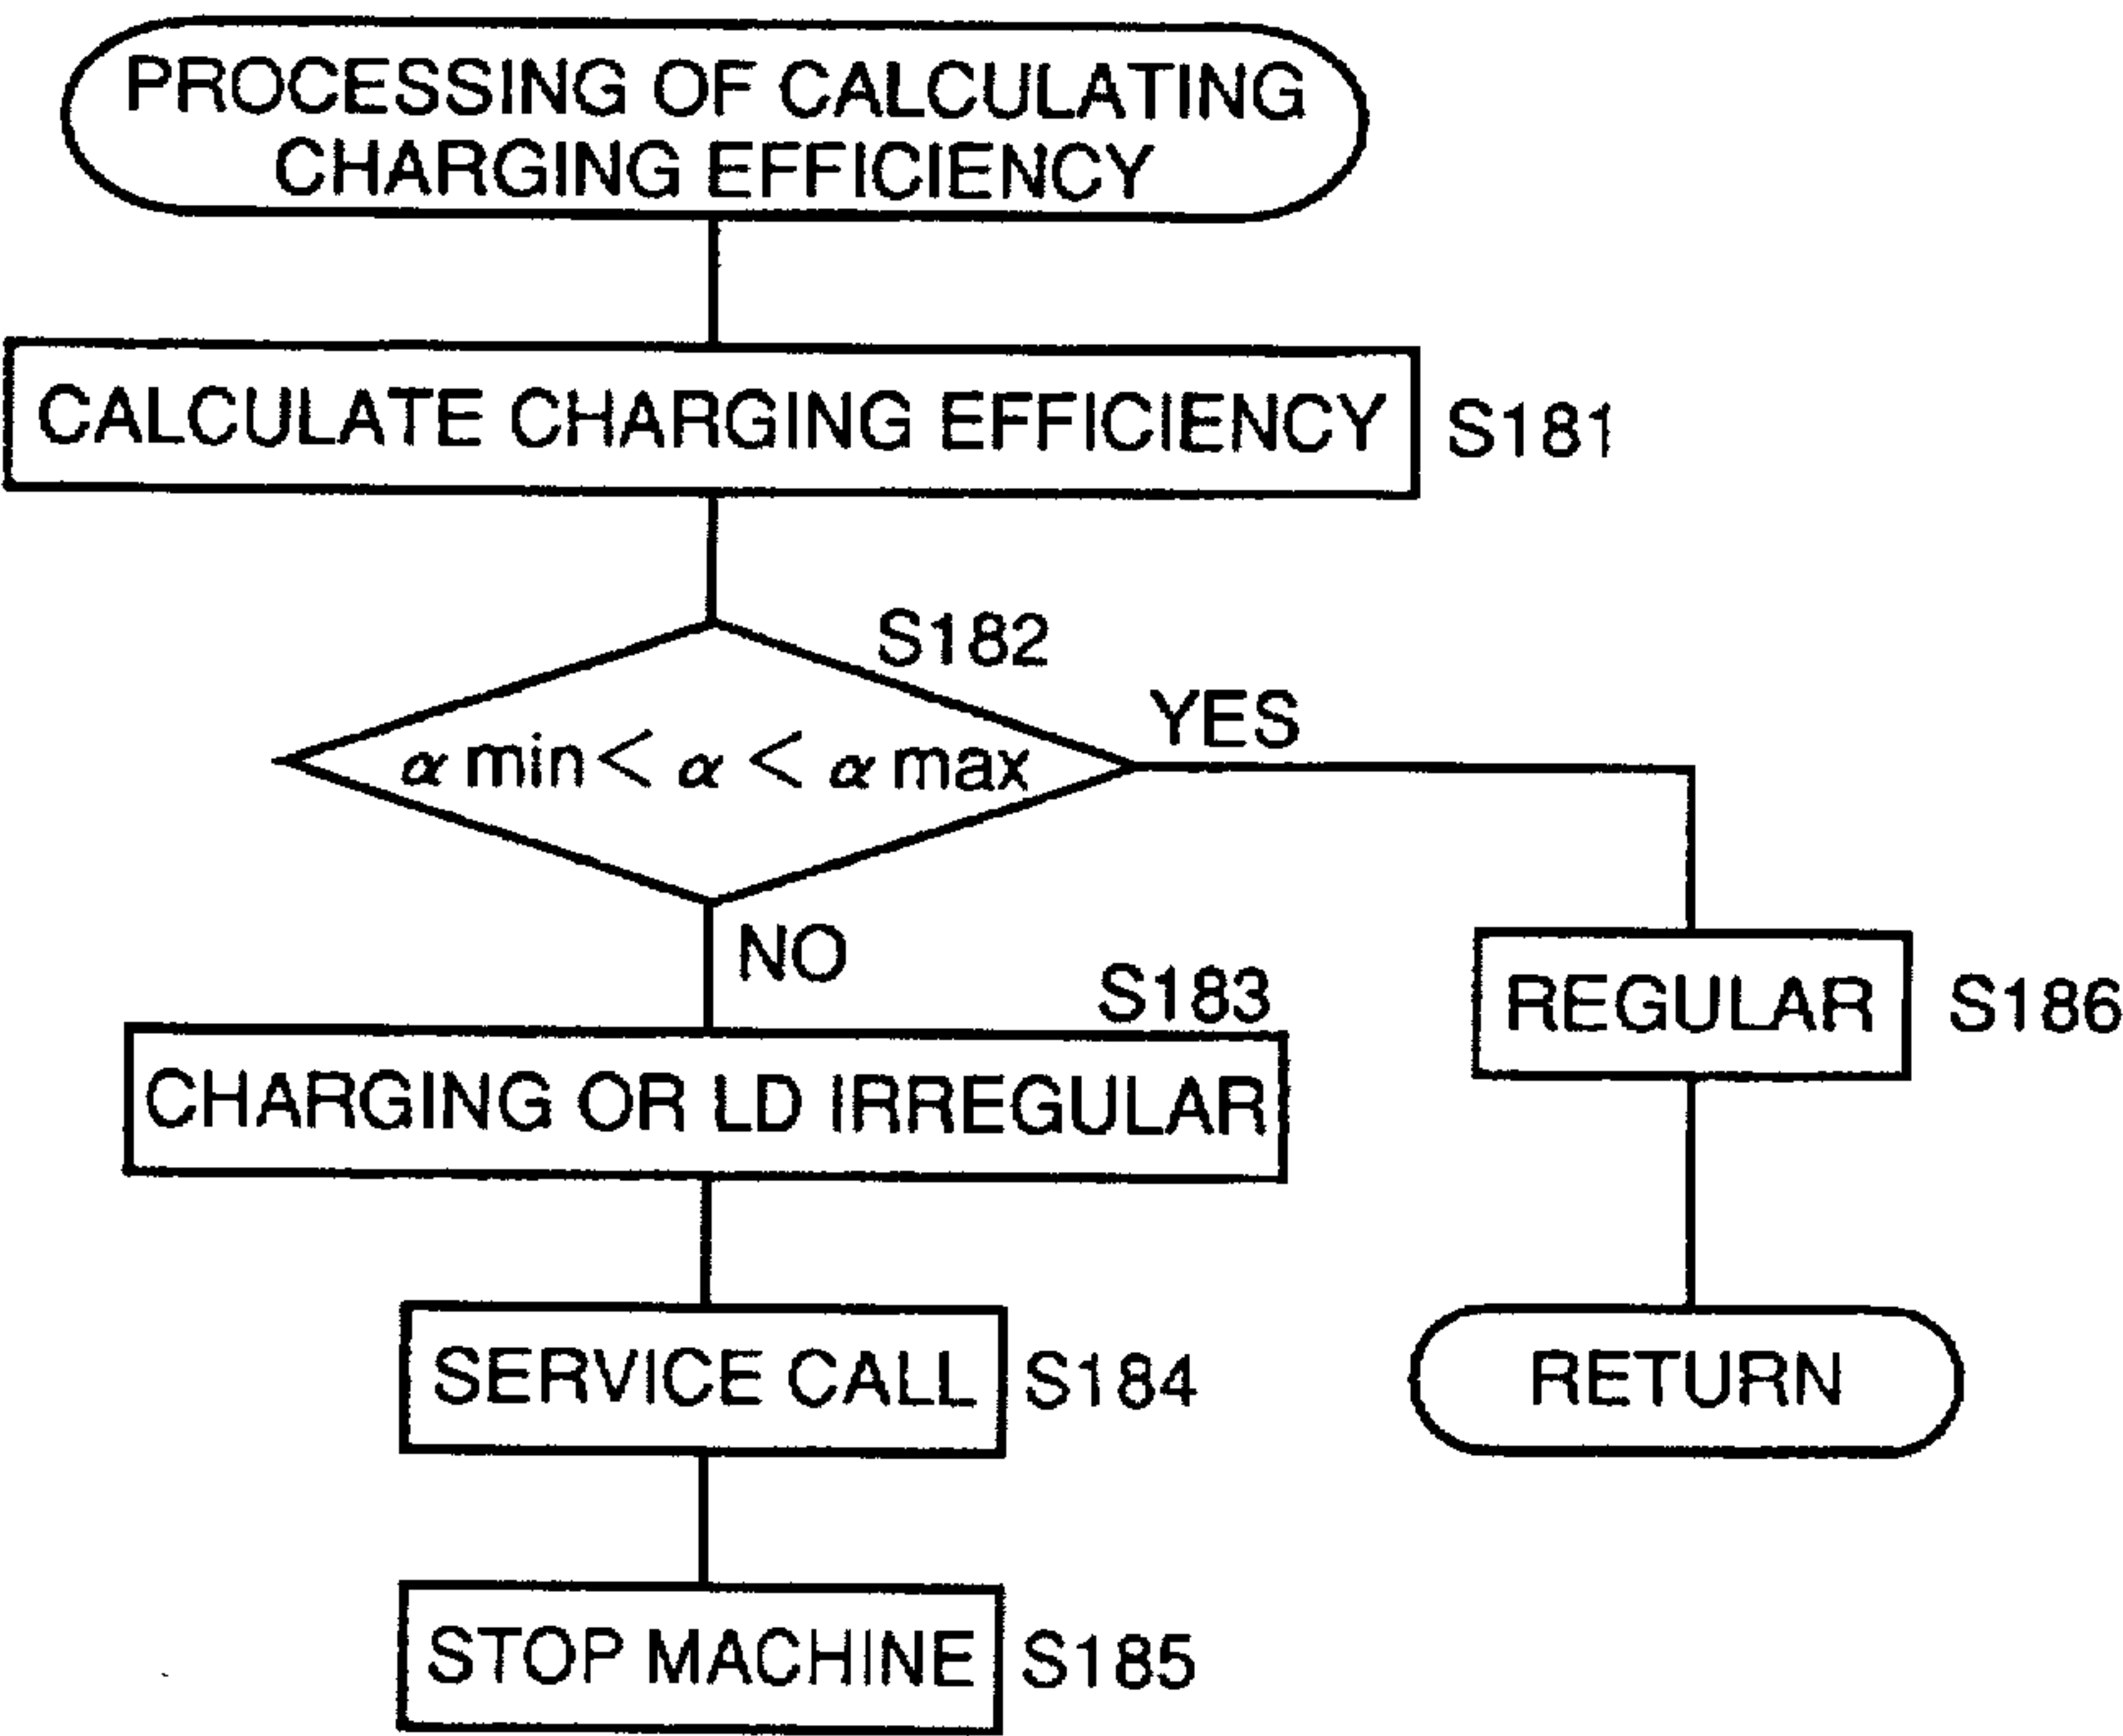 PROCESSING OF CALCULATING
CHARGING EFFICIENCY
CALCULATE CHARGING EFFICIENCY
S181
S182
α min < α < α max
YES
NO
S183
CHARGING OR LD IRREGULAR
REGULAR
S186
SERVICE CALL
S184
RETURN
STOP MACHINE
S185